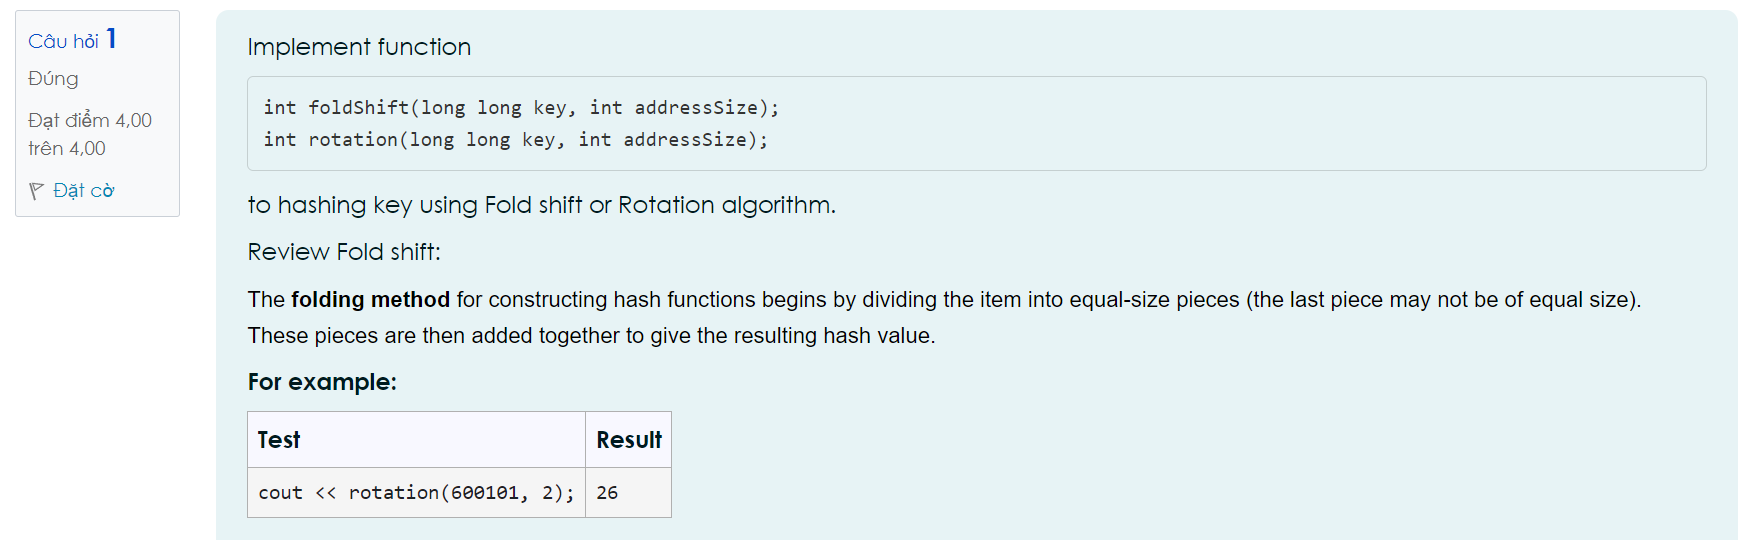 Câu hỏi 1
Đúng
Đạt điểm 4,00
trên 4,00
Đặt cờ
Implement function
int foldShift(long long key, int addressSize);
int rotation(long long key, int addressSize);
to hashing key using Fold shift or Rotation algorithm.
Review Fold shift:
The folding method for constructing hash functions begins by dividing the item into equal-size pieces (the last piece may not be of equal size).
These pieces are then added together to give the resulting hash value.
For example:
Test Result
cout << rotation(600101, 2); 26